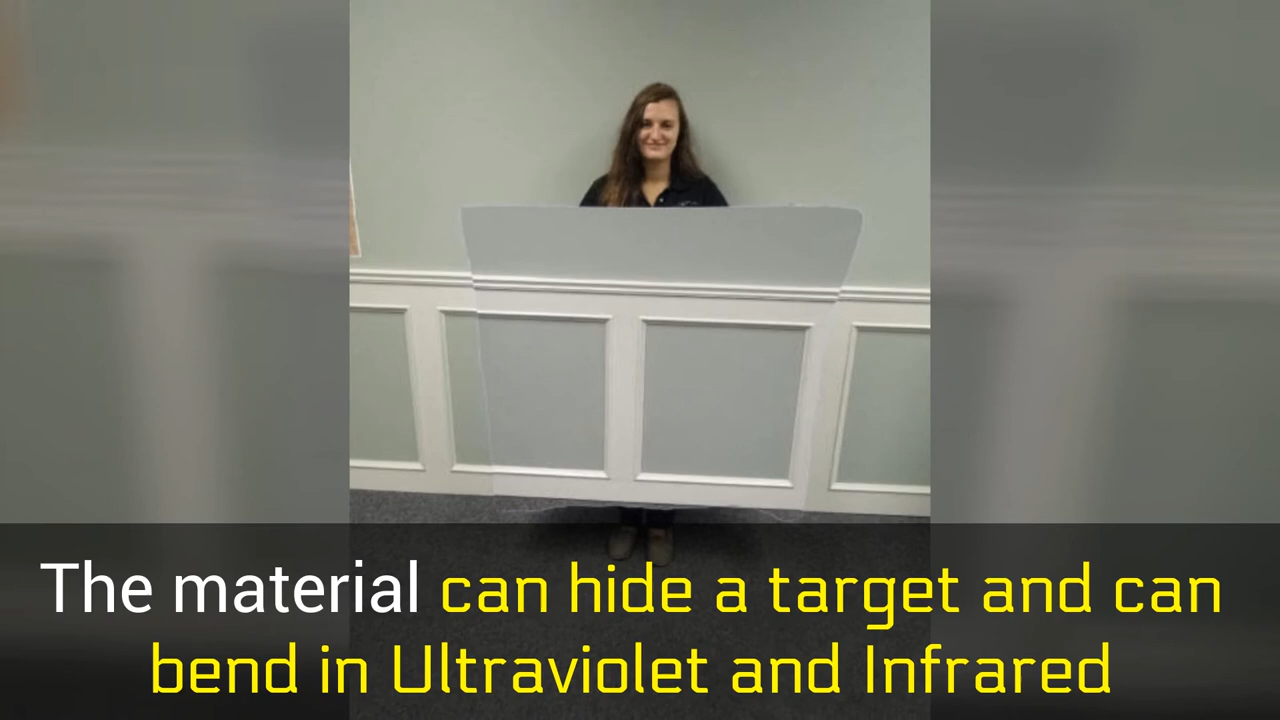 The material can hide a target and can
bend in Ultraviolet and Infrared